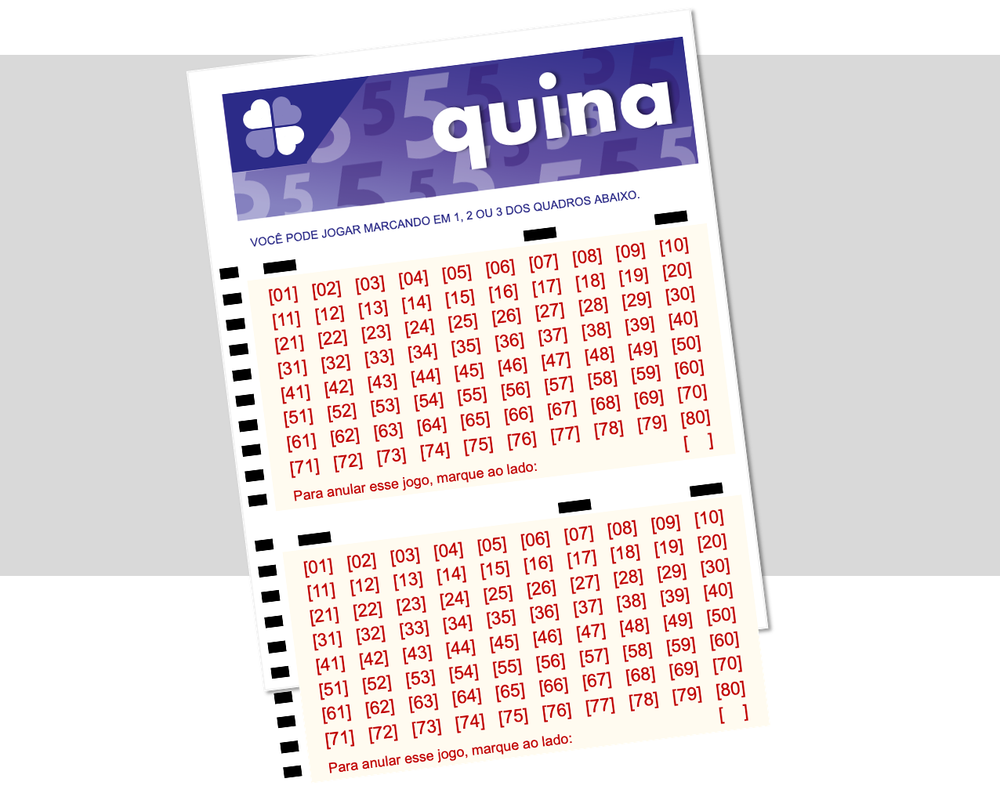 quina
VOCÊ PODE JOGAR MARCANDO EM 1, 2 OU 3 DOS QUADROS ABAIXO.
[01] [02] [03] [04] [05] [06] [07] [08] [09] [10]
[11] [12] [13] [14] [15] [16] [17] [18] [19] [20]
[21] [22] [23] [24] [25] [26] [27] [28] [29] [30]
[31] [32] [33] [34] [35] [36] [37] [38] [39] [40]
[41] [42] [43] [44] [45] [46] [47] [48] [49] [50]
[51] [52] [53] [54] [55] [56] [57] [58] [59] [60]
[61] [62] [63] [64] [65] [66] [67] [68] [69] [70]
[71] [72] [73] [74] [75] [76] [77] [78] [79] [80]
Para anular esse jogo, marque ao lado: [ ]
[01] [02] [03] [04] [05] [06] [07] [08] [09] [10]
[11] [12] [13] [14] [15] [16] [17] [18] [19] [20]
[21] [22] [23] [24] [25] [26] [27] [28] [29] [30]
[31] [32] [33] [34] [35] [36] [37] [38] [39] [40]
[41] [42] [43] [44] [45] [46] [47] [48] [49] [50]
[51] [52] [53] [54] [55] [56] [57] [58] [59] [60]
[61] [62] [63] [64] [65] [66] [67] [68] [69] [70]
[71] [72] [73] [74] [75] [76] [77] [78] [79] [80]
Para anular esse jogo, marque ao lado: [ ]